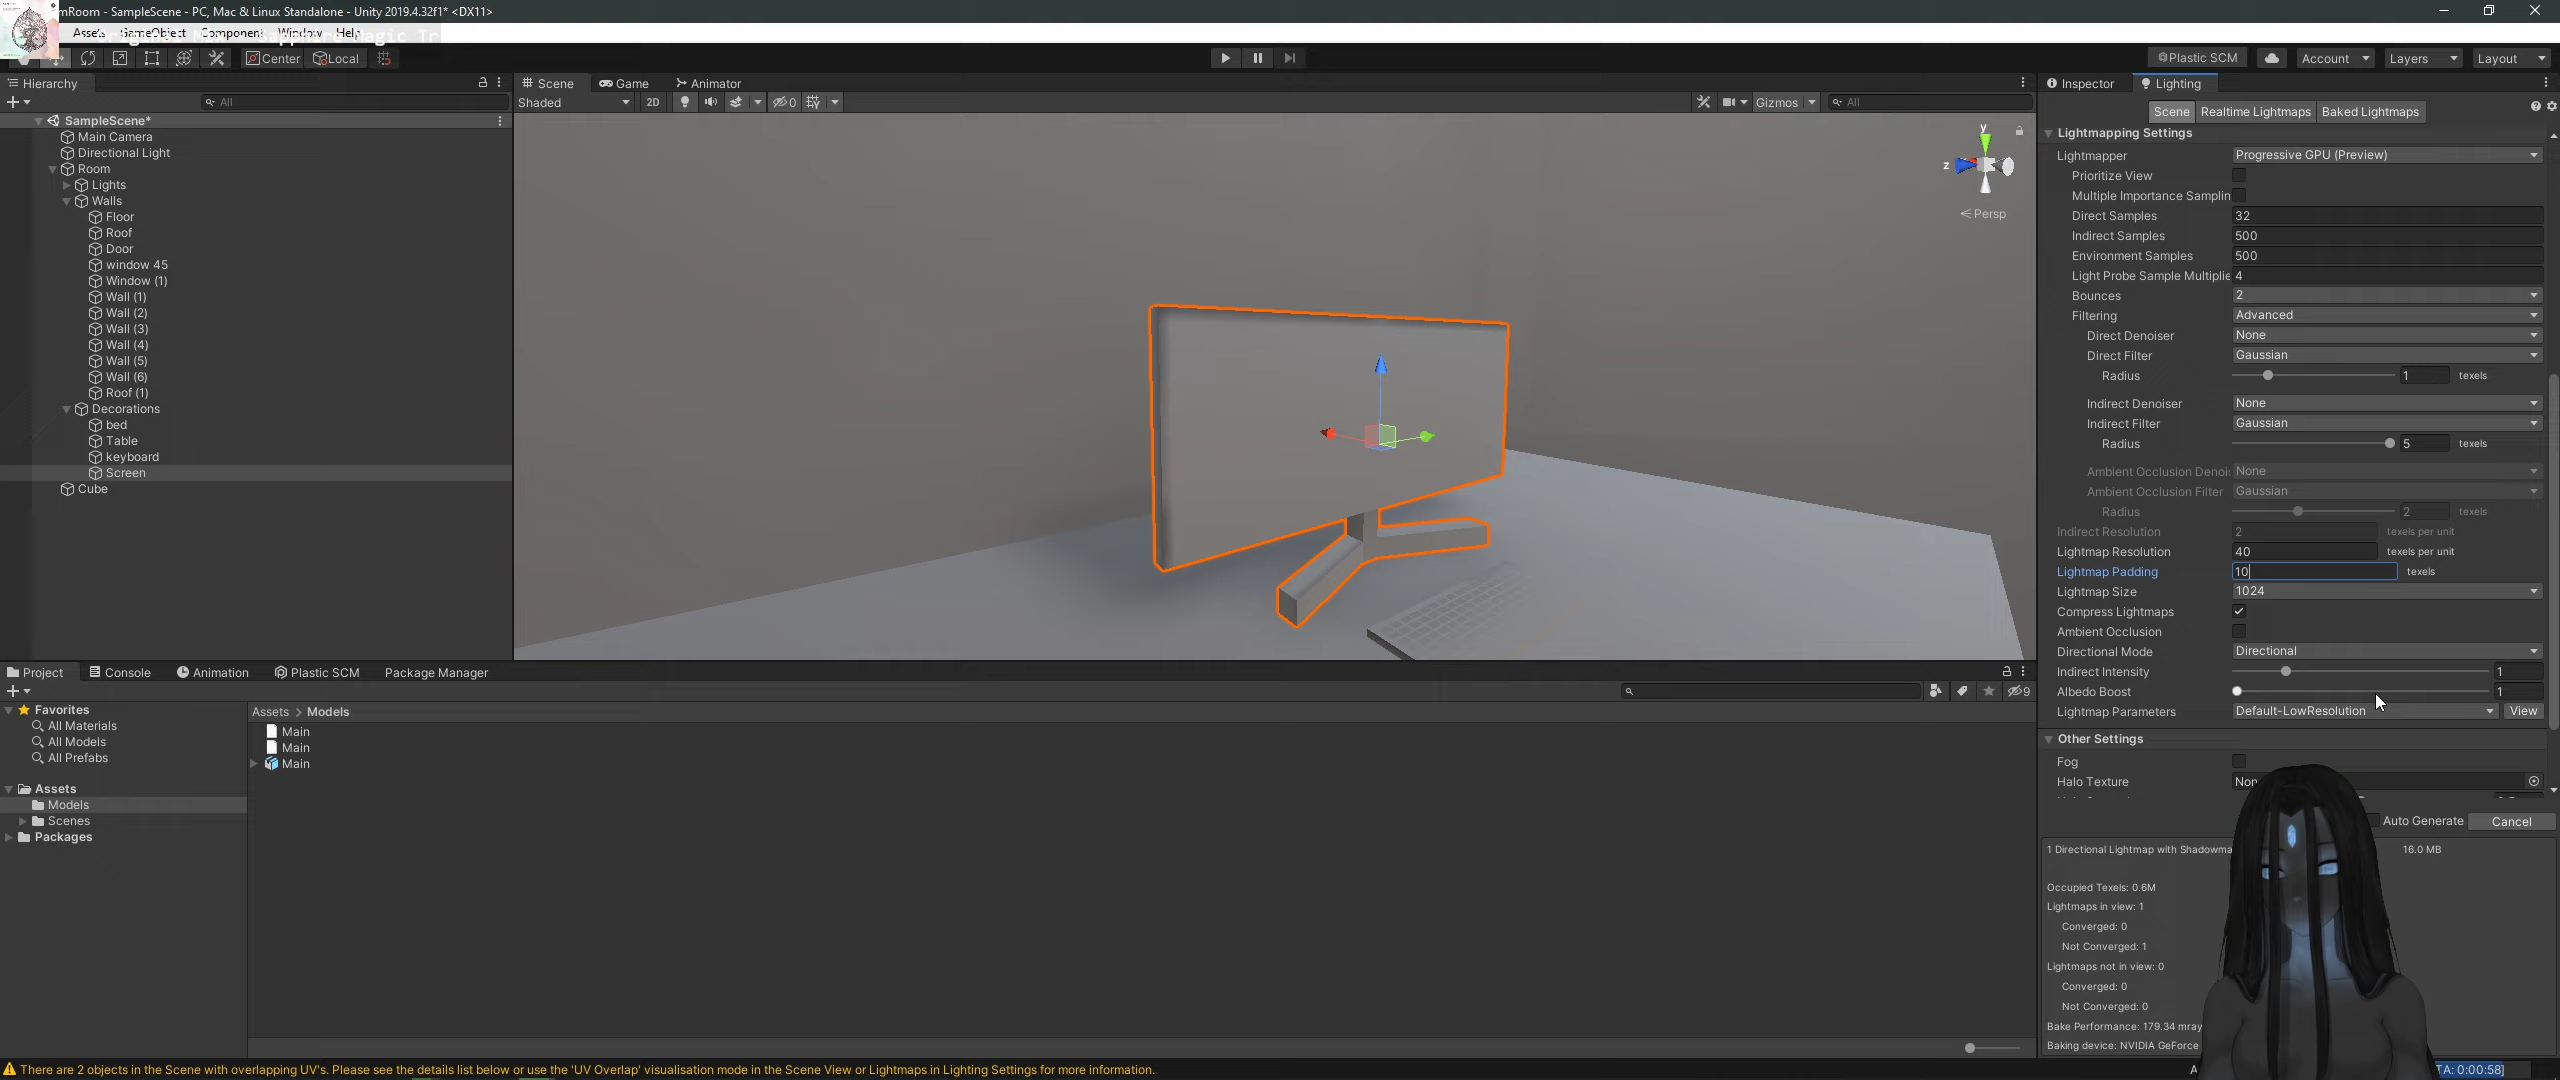 mRoom - SampleScene - PC, Mac & Linux Standalone - Unity 2019.4.32f1* <DX11>
Assets GameObject Component Window Help
Center Local Plastic SCM Account Layers Layout
Hierarchy
All
SampleScene*
Main Camera
Directional Light
Room
Lights
Walls
Floor
Roof
Door
window 45
Window (1)
Wall (1)
Wall (2)
Wall (3)
Wall (4)
Wall (5)
Wall (6)
Roof (1)
Decorations
bed
Table
keyboard
Screen
Cube
Scene Game Animator
Shaded 2D 0 Gizmos All
y
z
Persp
Inspector Lighting
Scene Realtime Lightmaps Baked Lightmaps
Lightmapping Settings
Lightmapper Progressive GPU (Preview)
Prioritize View
Multiple Importance Samplin
Direct Samples 32
Indirect Samples 500
Environment Samples 500
Light Probe Sample Multiplie 4
Bounces 2
Filtering Advanced
Direct Denoiser None
Direct Filter Gaussian
Radius 1 texels
Indirect Denoiser None
Indirect Filter Gaussian
Radius 5 texels
Ambient Occlusion Denoi None
Ambient Occlusion Filter Gaussian
Radius 2 texels
Indirect Resolution 2 texels per unit
Lightmap Resolution 40 texels per unit
Lightmap Padding 10 texels
Lightmap Size 1024
Compress Lightmaps
Ambient Occlusion
Directional Mode Directional
Indirect Intensity 1
Albedo Boost 1
Lightmap Parameters Default-LowResolution View
Other Settings
Fog
Halo Texture Non
Auto Generate Cancel
1 Directional Lightmap with Shadowma 16.0 MB
Occupied Texels: 0.6M
Lightmaps in view: 1
Converged: 0
Not Converged: 1
Lightmaps not in view: 0
Converged: 0
Not Converged: 0
Bake Performance: 179.34 mray
Baking device: NVIDIA GeForce
Project Console Animation Plastic SCM Package Manager
9
Favorites
All Materials
All Models
All Prefabs
Assets
Models
Scenes
Packages
Assets > Models
Main
Main
Main
There are 2 objects in the Scene with overlapping UV's. Please see the details list below or use the 'UV Overlap' visualisation mode in the Scene View or Lightmaps in Lighting Settings for more information.
TA: 0:00:58]